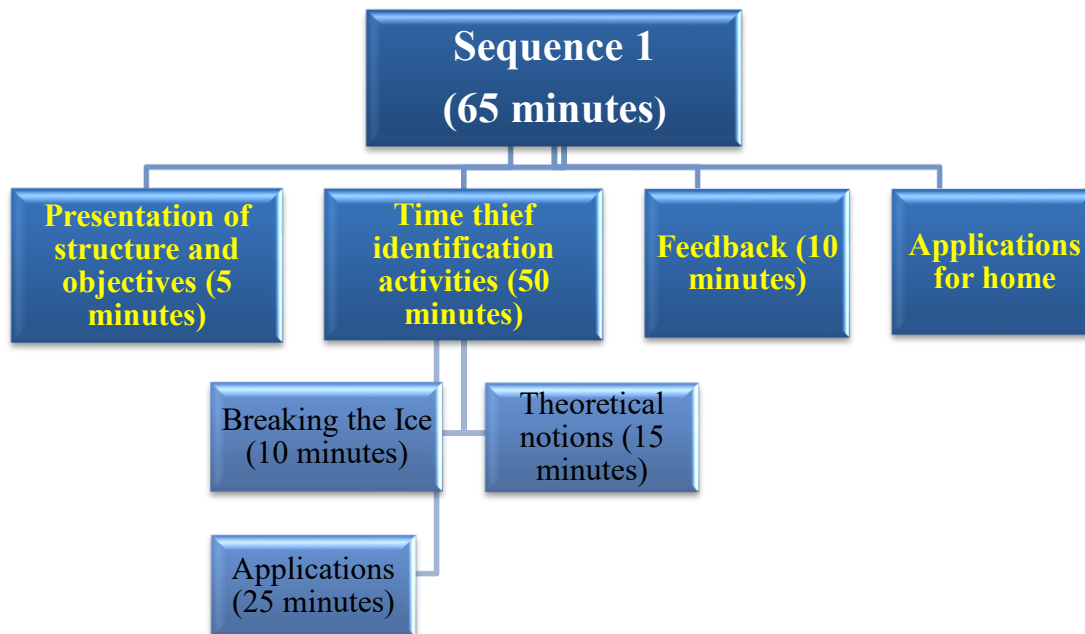 Sequence 1
(65 minutes)
Presentation of
structure and
objectives (5
minutes)
Time thief
identification
activities (50
minutes)
Feedback (10
minutes)
Applications
for home
Breaking the Ice
(10 minutes)
Theoretical
notions (15
minutes)
Applications
(25 minutes)